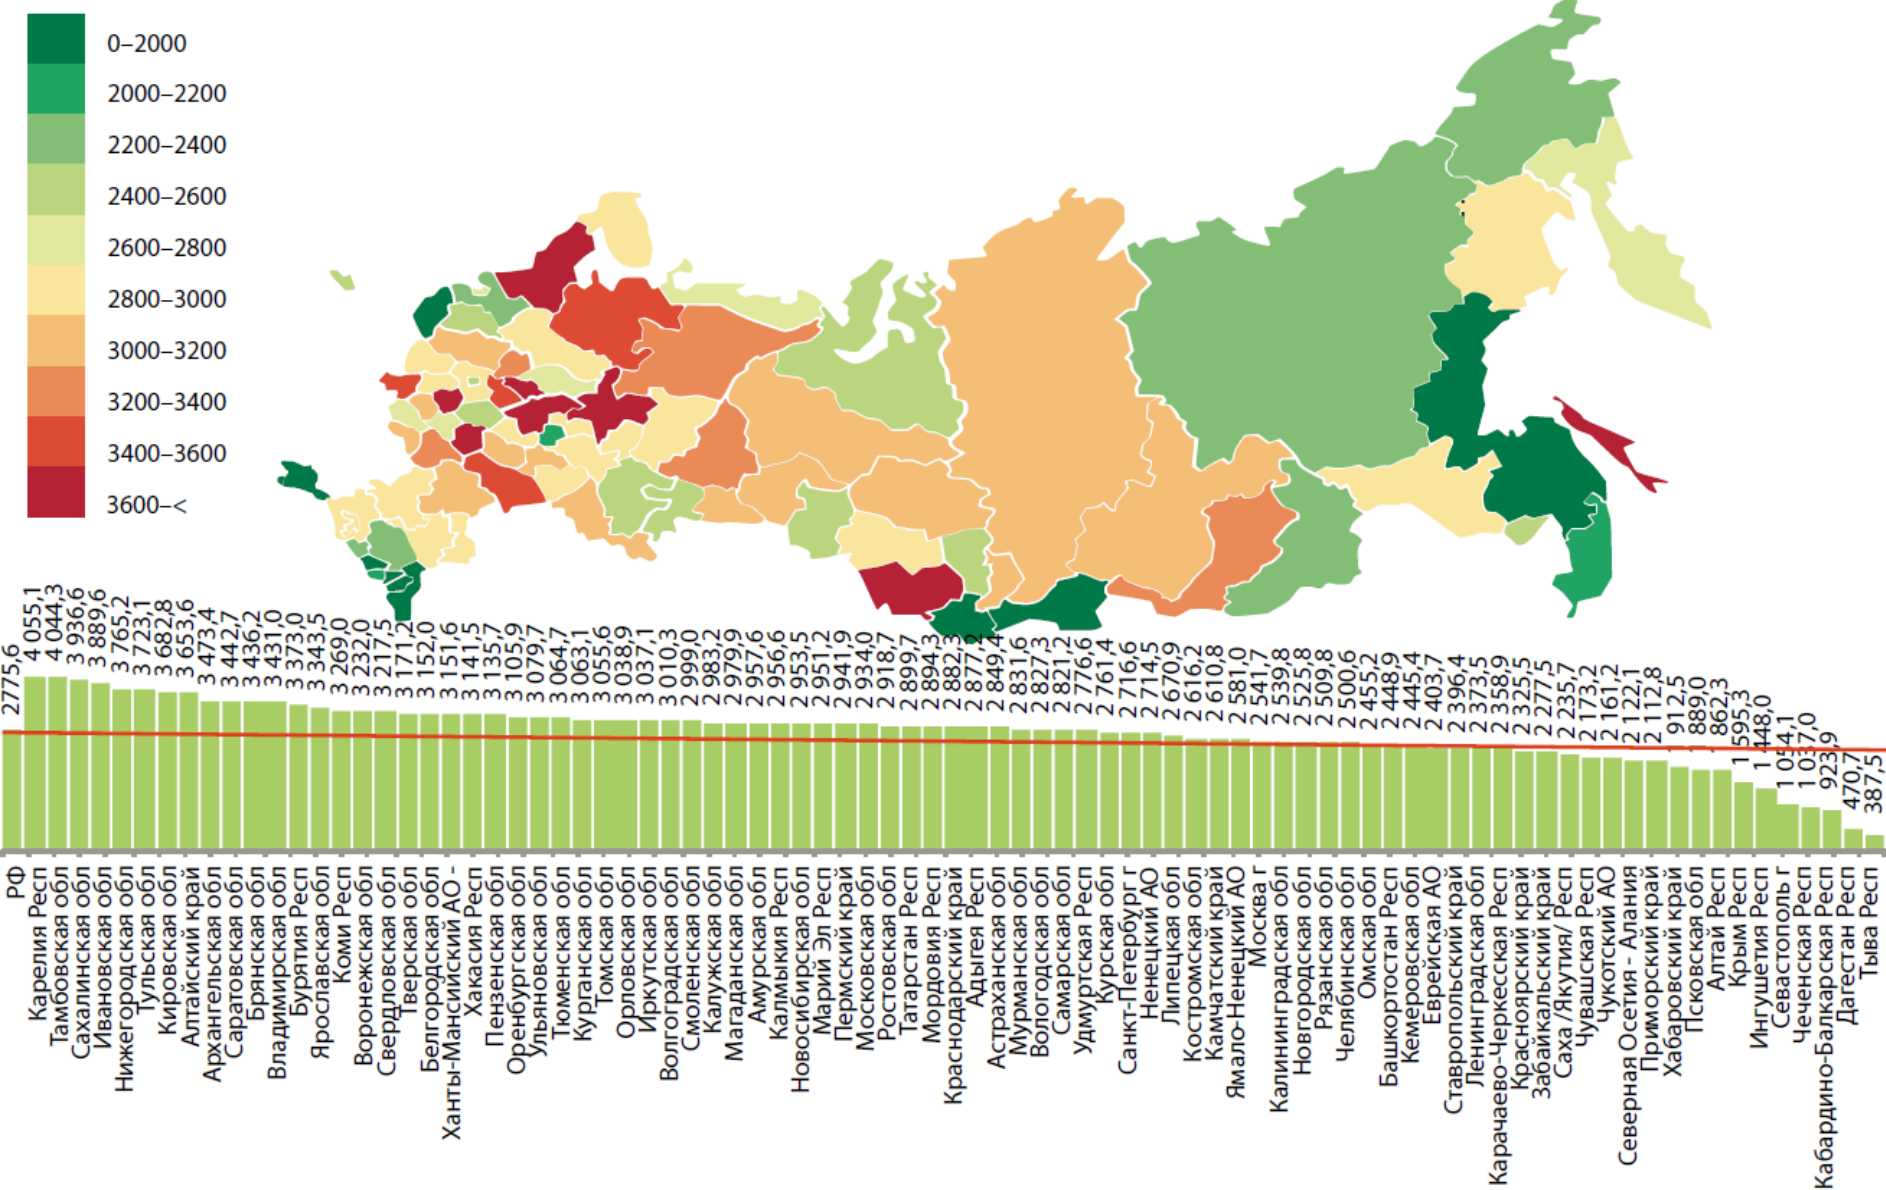 0–2000
2000–2200
2200–2400
2400–2600
2600–2800
2800–3000
3000–3200
3200–3400
3400–3600
3600–<
2775,6
4 055,1
4 044,3
3 936,6
3 889,6
3 765,2
3 723,1
3 682,8
3 653,6
3 473,4
3 442,7
3 436,2
3 431,0
3 373,0
3 343,5
3 269,0
3 232,0
3 217,5
3 171,2
3 152,0
3 151,6
3 141,5
3 135,7
3 105,9
3 079,7
3 064,7
3 063,1
3 055,6
3 038,9
3 037,1
3 010,3
2 999,0
2 983,2
2 979,9
2 957,6
2 956,6
2 953,5
2 951,2
2 941,9
2 934,0
2 918,7
2 899,7
2 894,3
2 882,3
2 877,2
2 849,4
2 831,6
2 827,3
2 821,2
2 776,6
2 761,4
2 716,6
2 714,5
2 670,9
2 616,2
2 610,8
2 581,0
2 541,7
2 539,8
2 525,8
2 509,8
2 500,6
2 455,2
2 448,9
2 445,4
2 403,7
2 396,4
2 373,5
2 358,9
2 325,5
2 277,5
2 235,7
2 173,2
2 161,2
2 122,1
2 112,8
1 912,5
1 889,0
1 862,3
1 595,3
1 448,0
1 054,1
1 037,0
923,9
470,7
387,5
РФ
Карелия Респ
Тамбовская обл
Сахалинская обл
Ивановская обл
Нижегородская обл
Тульская обл
Кировская обл
Алтайский край
Архангельская обл
Саратовская обл
Брянская обл
Владимирская обл
Бурятия Респ
Ярославская обл
Коми Респ
Воронежская обл
Свердловская обл
Тверская обл
Белгородская обл
Ханты-Мансийский АО -
Хакасия Респ
Пензенская обл
Оренбургская обл
Ульяновская обл
Тюменская обл
Курганская обл
Томская обл
Орловская обл
Иркутская обл
Волгоградская обл
Смоленская обл
Калужская обл
Магаданская обл
Амурская обл
Калмыкия Респ
Новосибирская обл
Марий Эл Респ
Пермский край
Московская обл
Ростовская обл
Татарстан Респ
Мордовия Респ
Краснодарский край
Адыгея Респ
Астраханская обл
Мурманская обл
Вологодская обл
Самарская обл
Удмуртская Респ
Курская обл
Санкт-Петербург г
Ненецкий АО
Липецкая обл
Костромская обл
Камчатский край
Ямало-Ненецкий АО
Москва г
Калининградская обл
Новгородская обл
Рязанская обл
Челябинская обл
Омская обл
Башкортостан Респ
Кемеровская обл
Еврейская АО
Ставропольский край
Ленинградская обл
Карачаево-Черкесская Респ
Красноярский край
Забайкальский край
Саха /Якутия/ Респ
Чувашская Респ
Чукотский АО
Северная Осетия - Алания
Приморский край
Хабаровский край
Псковская обл
Алтай Респ
Крым Респ
Ингушетия Респ
Севастополь г
Чеченская Респ
Кабардино-Балкарская Респ
Дагестан Респ
Тыва Респ